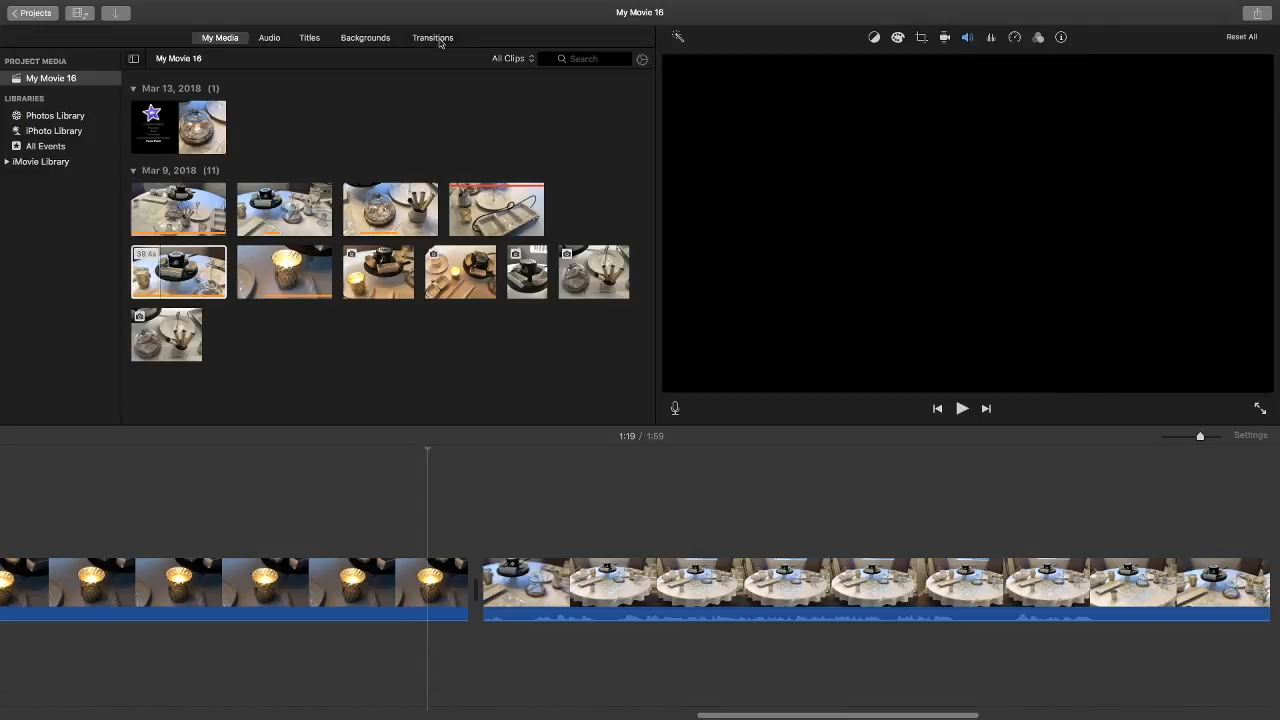 Projects
My Movie 16
My Media
Audio
Titles
Backgrounds
Transitions
Reset All
PROJECT MEDIA
My Movie 16
LIBRARIES
Photos Library
iPhoto Library
All Events
iMovie Library
My Movie 16
All Clips
Search
Mar 13, 2018 (1)
Mar 9, 2018 (11)
39.4s
1:19 / 1:59
Settings